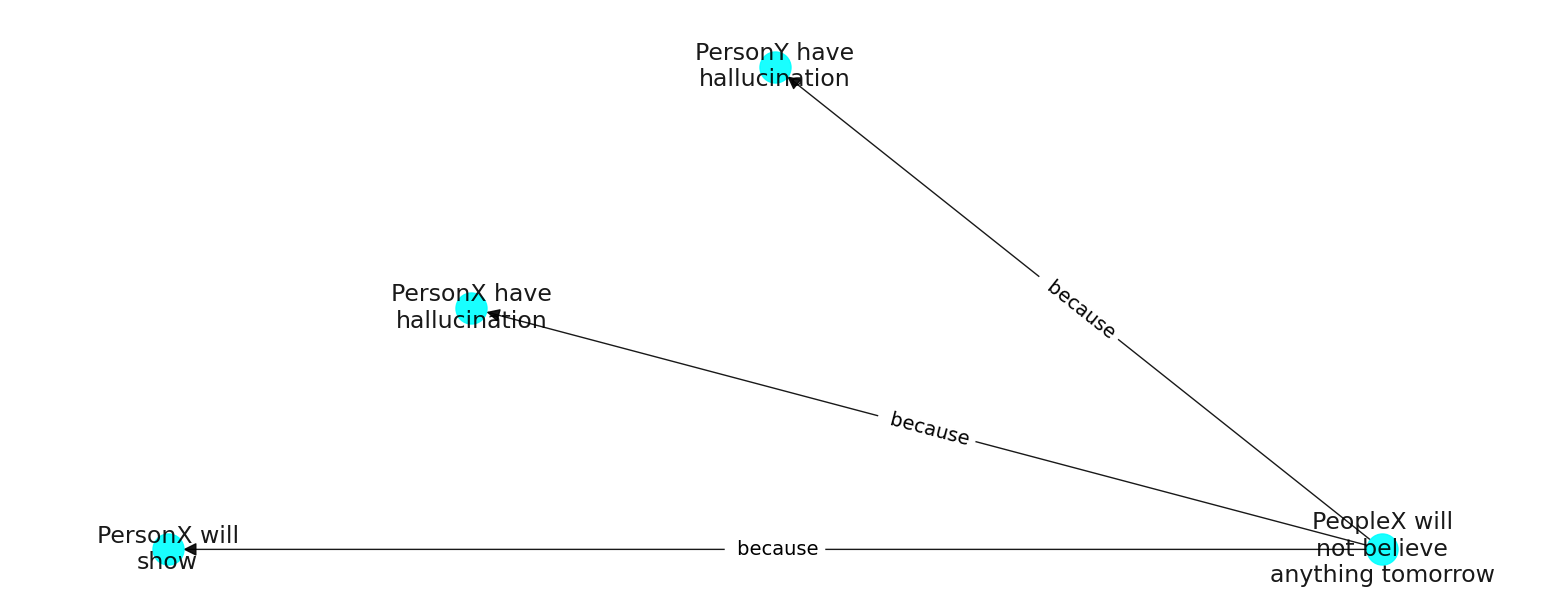 PersonY have
hallucination
because
PersonX have
hallucination
because
PeopleX will
not believe
anything tomorrow
PersonX will
show
because